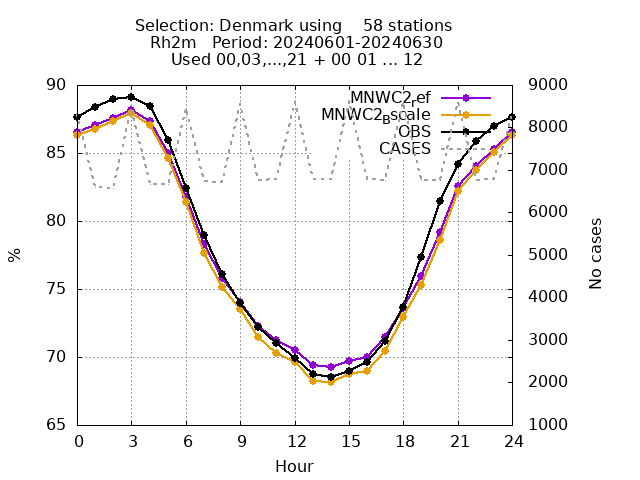 Selection: Denmark using    58 stations
Rh2m   Period: 20240601-20240630
Used 00,03,...,21 + 00 01 ... 12
90
85
80
75
70
65
%
9000
8000
7000
6000
5000
4000
3000
2000
1000
No cases
MNWC2ref
MNWC2Bscale
OBS
CASES
0 3 6 9 12 15 18 21 24
Hour